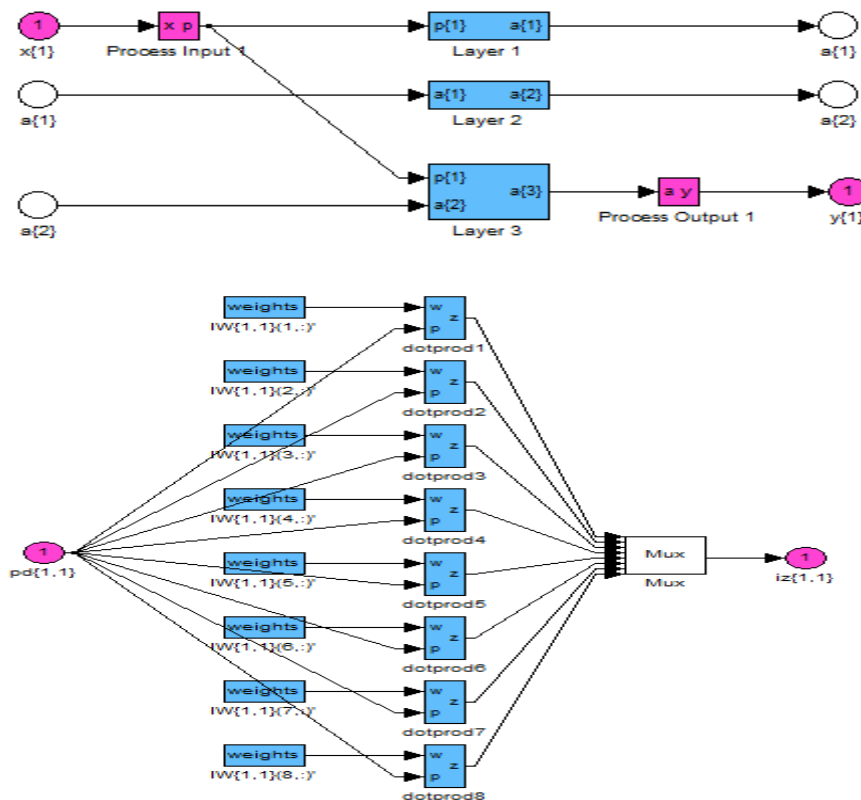 1 x p p{1} a{1}
x{1} Process Input 1 Layer 1 a{1}
a{1} a{2}
a{1} Layer 2 a{2}
p{1}
a{2} a{3} a y 1
a{2} Layer 3 Process Output 1 y{1}
weights w p z
IW{1,1}(1,:)' dotprod1
weights w p z
IW{1,1}(2,:)' dotprod2
weights w p z
IW{1,1}(3,:)' dotprod3
weights w p z
IW{1,1}(4,:)' dotprod4
1 Mux 1
pd{1,1} Mux iz{1,1}
weights w p z
IW{1,1}(5,:)' dotprod5
weights w p z
IW{1,1}(6,:)' dotprod6
weights w p z
IW{1,1}(7,:)' dotprod7
weights w p z
IW{1,1}(8,:)' dotprod8